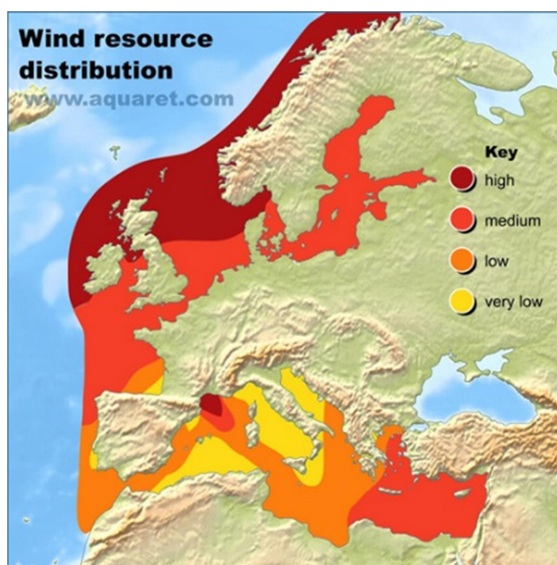 Wind resource
distribution
www.aquaret.com
Key
high
medium
low
very low